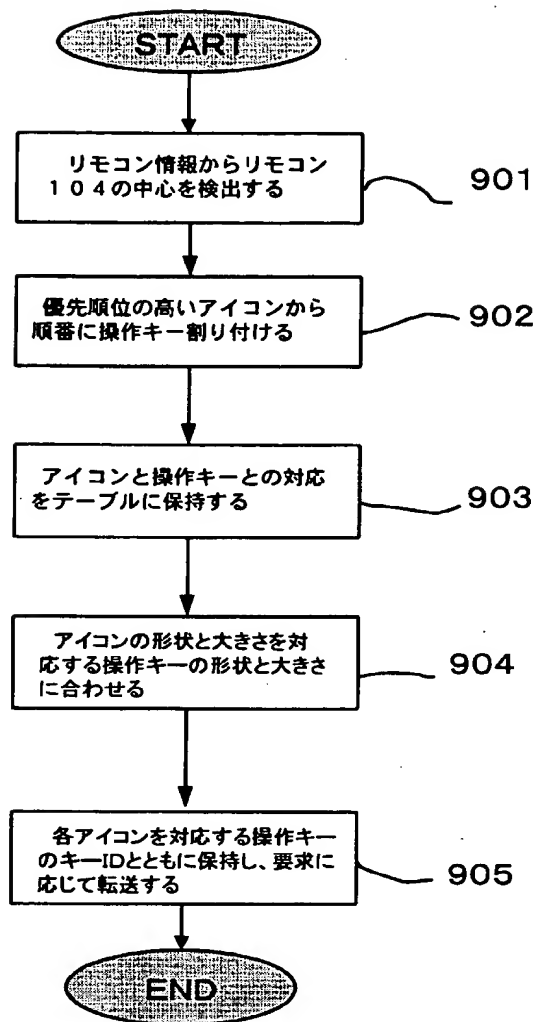 START
リモコン情報からリモコン
１０４の中心を検出する
901
優先順位の高いアイコンから
順番に操作キー割り付ける
902
アイコンと操作キーとの対応
をテーブルに保持する
903
アイコンの形状と大きさを対
応する操作キーの形状と大きさ
に合わせる
904
各アイコンを対応する操作キー
のキーIDとともに保持し、要求に
応じて転送する
905
END